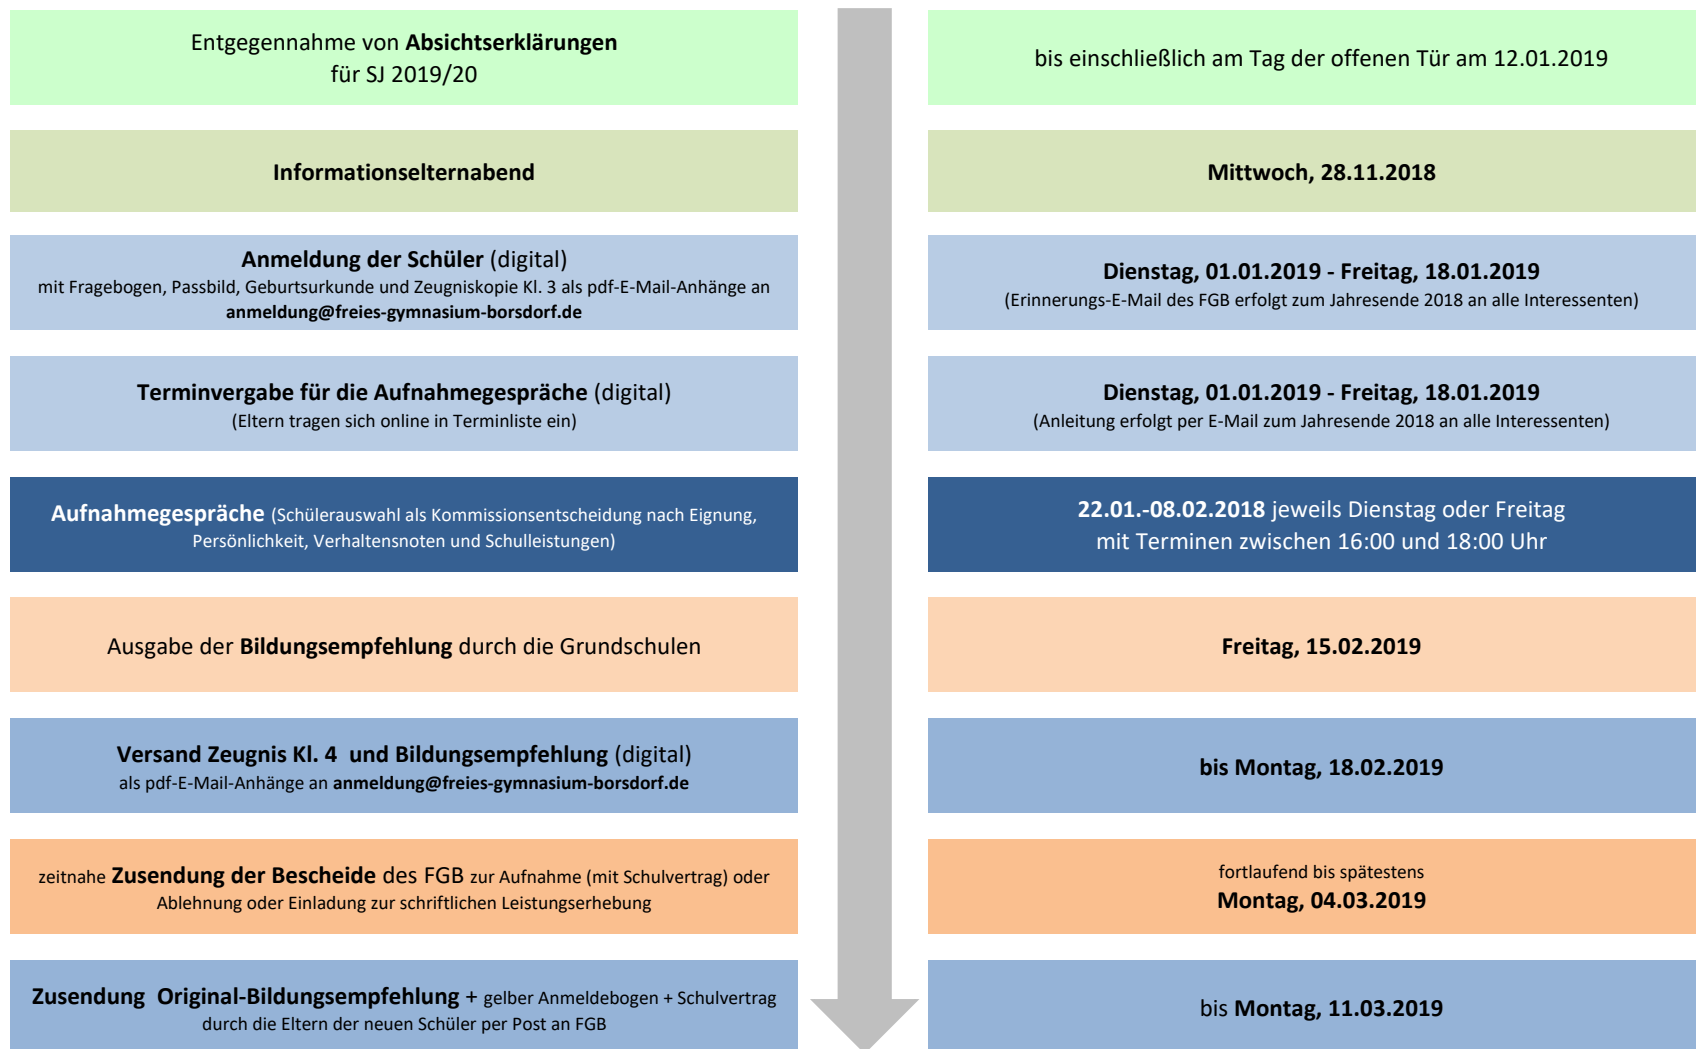 Entgegennahme von Absichtserklärungen
für SJ 2019/20
bis einschließlich am Tag der offenen Tür am 12.01.2019
Informationselternabend
Mittwoch, 28.11.2018
Anmeldung der Schüler (digital)
mit Fragebogen, Passbild, Geburtsurkunde und Zeugniskopie Kl. 3 als pdf-E-Mail-Anhänge an
anmeldung@freies-gymnasium-borsdorf.de
Dienstag, 01.01.2019 - Freitag, 18.01.2019
(Erinnerungs-E-Mail des FGB erfolgt zum Jahresende 2018 an alle Interessenten)
Terminvergabe für die Aufnahmegespräche (digital)
(Eltern tragen sich online in Terminliste ein)
Dienstag, 01.01.2019 - Freitag, 18.01.2019
(Anleitung erfolgt per E-Mail zum Jahresende 2018 an alle Interessenten)
Aufnahmegespräche (Schülerauswahl als Kommissionsentscheidung nach Eignung,
Persönlichkeit, Verhaltensnoten und Schulleistungen)
22.01.-08.02.2018 jeweils Dienstag oder Freitag
mit Terminen zwischen 16:00 und 18:00 Uhr
Ausgabe der Bildungsempfehlung durch die Grundschulen
Freitag, 15.02.2019
Versand Zeugnis Kl. 4  und Bildungsempfehlung (digital)
als pdf-E-Mail-Anhänge an anmeldung@freies-gymnasium-borsdorf.de
bis Montag, 18.02.2019
zeitnahe Zusendung der Bescheide des FGB zur Aufnahme (mit Schulvertrag) oder
Ablehnung oder Einladung zur schriftlichen Leistungserhebung
fortlaufend bis spätestens
Montag, 04.03.2019
Zusendung  Original-Bildungsempfehlung + gelber Anmeldebogen + Schulvertrag
durch die Eltern der neuen Schüler per Post an FGB
bis Montag, 11.03.2019